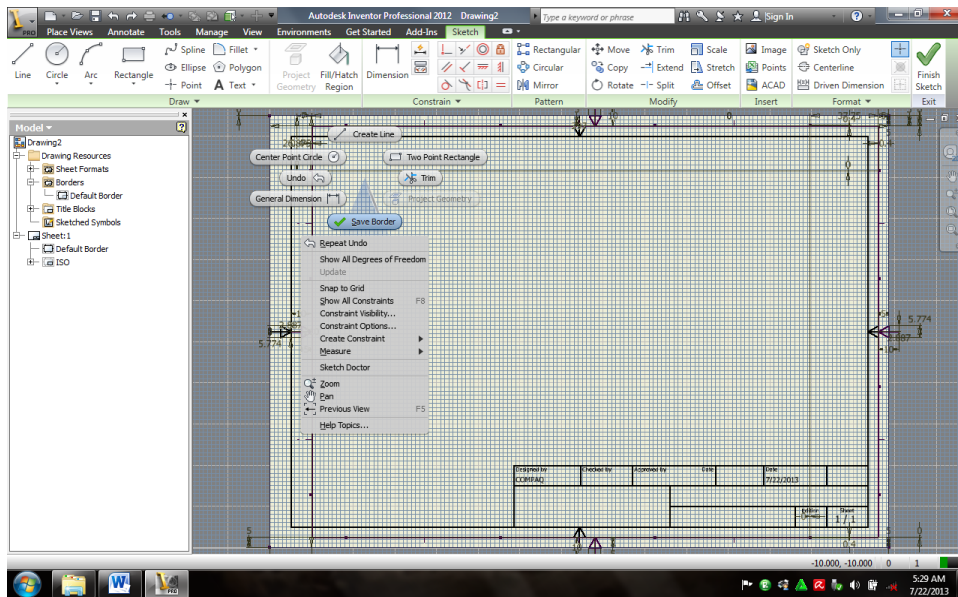 Autodesk Inventor Professional 2012 Drawing2
Type a key word or phrase
Sign In
PRO
Place Views Annotate Tools Manage View Environments Get Started Add-Ins Sketch
Line Circle Arc Rectangle
Spline Fillet
Ellipse Polygon
Point A Text
Project Geometry
Fill/Hatch Region
Dimension
Rectangular
Circular
Mirror
Move Trim Scale
Copy Extend Stretch
Rotate Split Offset
Image
Points
ACAD
Sketch Only
Centerline
Driven Dimension
Finish Sketch
Draw Constrain Pattern Modify Insert Format Exit
Model
Drawing2
Drawing Resources
Sheet Formats
Borders
Default Border
Title Blocks
Sketched Symbols
Sheet:1
Default Border
ISO
Create Line
Center Point Circle
Two Point Rectangle
Undo
Trim
General Dimension
Project Geometry
Save Border
Repeat Undo
Show All Degrees of Freedom
Update
Snap to Grid
Show All Constraints F8
Constraint Visibility...
Constraint Options...
Create Constraint
Measure
Sketch Doctor
Zoom
Pan
Previous View F5
Help Topics...
5.774
5.774
Designed by Checked by Approved by Date Date
COMPAQ 7/22/2013
Edition Sheet
1 / 1
-10.000, -10.000 0 1
PRO
5:29 AM
7/22/2013